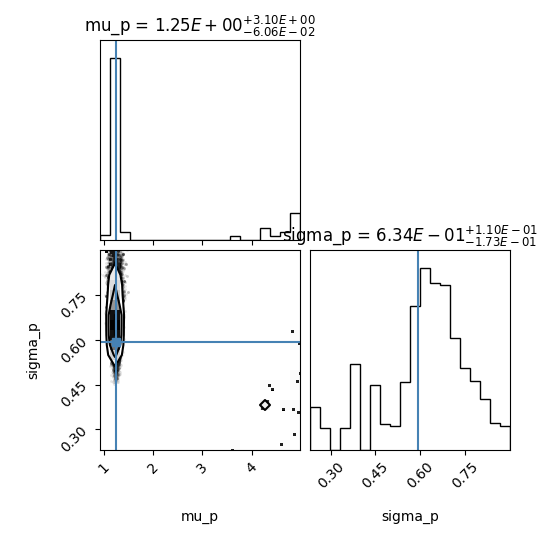 mu_p = 1.25E + 00+3.10E+00−6.06E−02
sigma_p = 6.34E − 01+1.10E−01−1.73E−01
sigma_p
0.75
0.60
0.45
0.30
1 2 3 4
0.30 0.45 0.60 0.75
mu_p
sigma_p